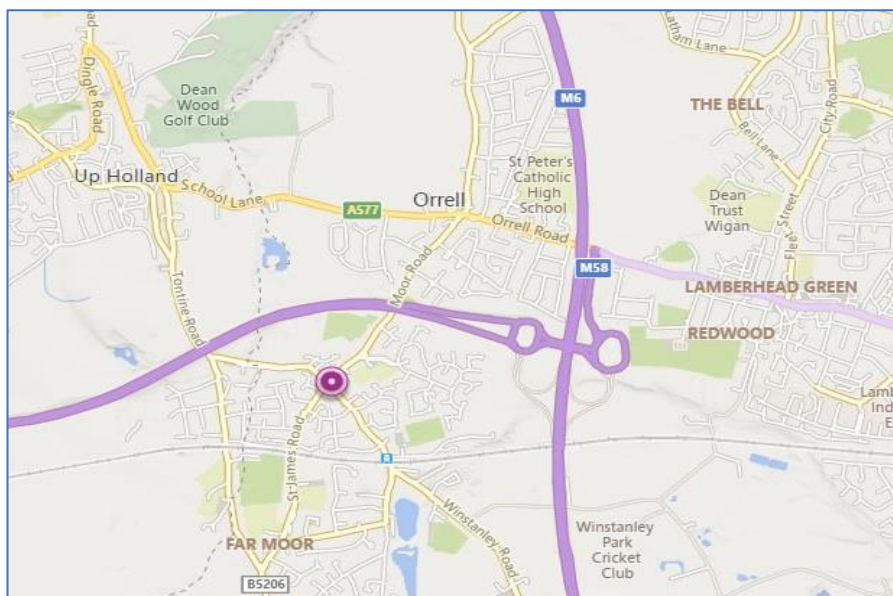 Latham Lane
Dingle Road
Dean
Wood
Golf Club
M6
THE BELL
City Road
Bell Lane
St Peter's
Catholic
High
School
Up Holland
School Lane
A577
Orrell
Orrell Road
Dean
Trust
Wigan
Fleet Street
Moor Road
M58
Tontine Road
LAMBERHEAD GREEN
REDWOOD
Lamb
Ind
E
St James Road
Winstanley Road
FAR MOOR
Winstanley
Park
Cricket
Club
B5206